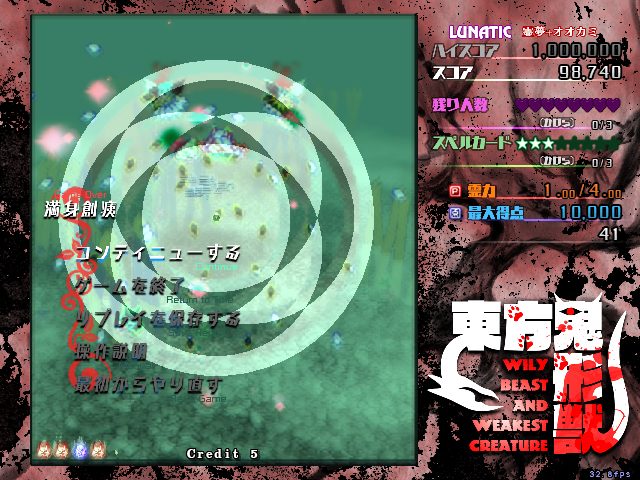 LUNATIC 霊夢+オオカミ
ハイスコア 1,000,000
スコア 98,740
残り人数
(かけら) 0/3
スペルカード ★★★★★★★★
(かけら) 0/3
霊力 1.00/4.00
最大得点 10,000
41
満身創痍
コンティニューする
Continue
ゲームを終了
Return to Title
リプレイを保存する
操作説明
最初からやり直す
Game
Credit 5
東方鬼形獣
WILY
BEAST
AND
WEAKEST
CREATURE
32.8fps